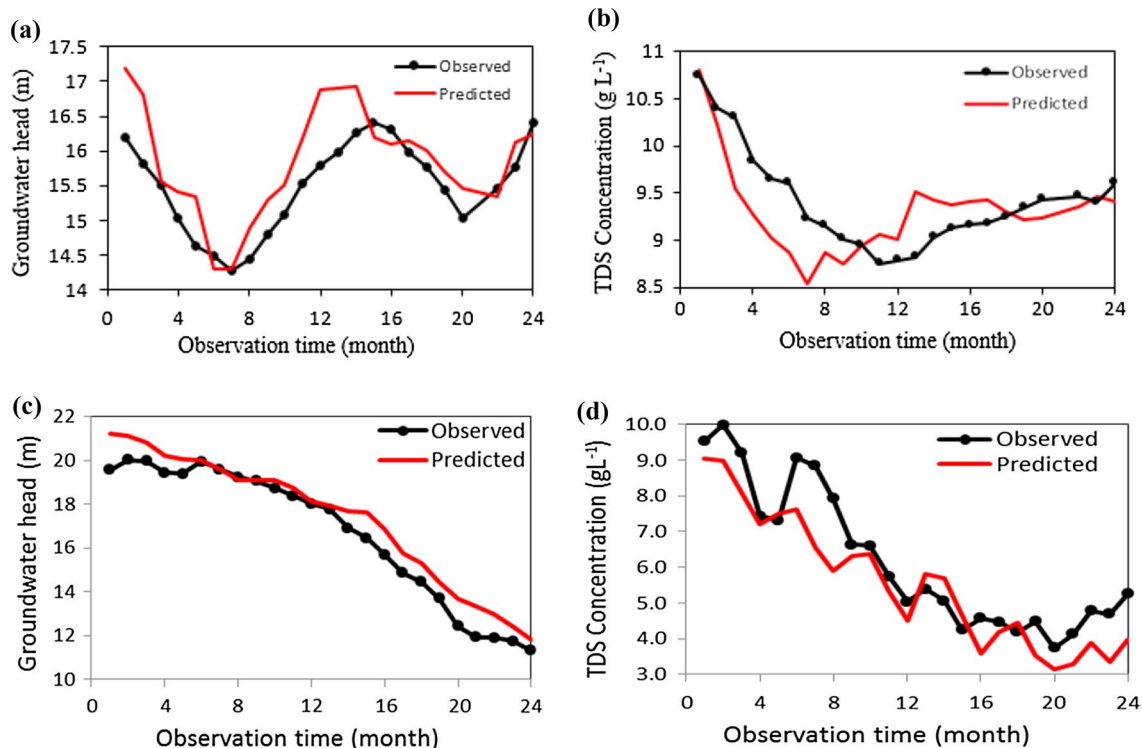 (a)
Groundwater head (m)
17.5
17
16.5
16
15.5
15
14.5
14
Observed
Predicted
0 4 8 12 16 20 24
Observation time (month)
(b)
TDS Concentration (g L-1)
11
10.5
10
9.5
9
8.5
Observed
Predicted
0 4 8 12 16 20 24
Observation time (month)
(c)
Groundwater head (m)
22
20
18
16
14
12
10
Observed
Predicted
0 4 8 12 16 20 24
Observation time (month)
(d)
TDS Concentration (gL-1)
10.0
9.0
8.0
7.0
6.0
5.0
4.0
3.0
Observed
Predicted
0 4 8 12 16 20 24
Observation time (month)